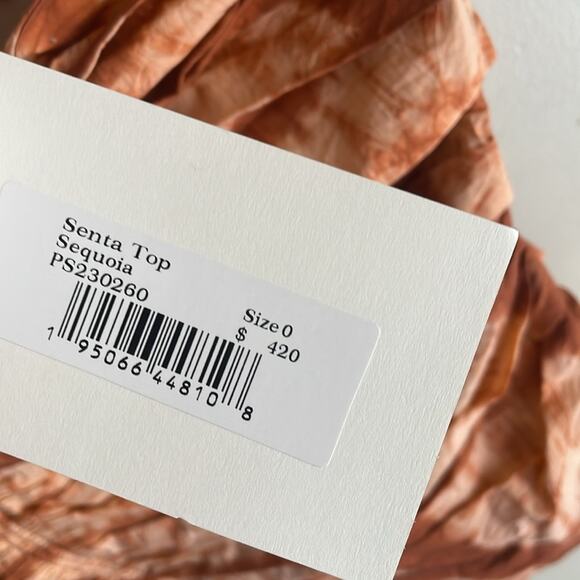 Senta Top
Sequoia
PS230260
Size 0
$ 420
1 95066 44810 8